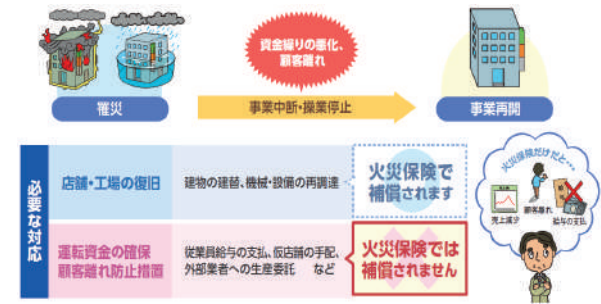 資金繰りの悪化、
顧客離れ
罹災
事業中断・操業停止
事業再開
必要な対応
店舗・工場の復旧
建物の建替、機械・設備の再調達
火災保険で
補償されます
運転資金の確保
顧客離れ防止措置
従業員給与の支払、仮店舗の手配、
外部業者への生産委託　など
火災保険では
補償されません
火災保険だけだと…
売上減少
顧客離れ
給与の支払